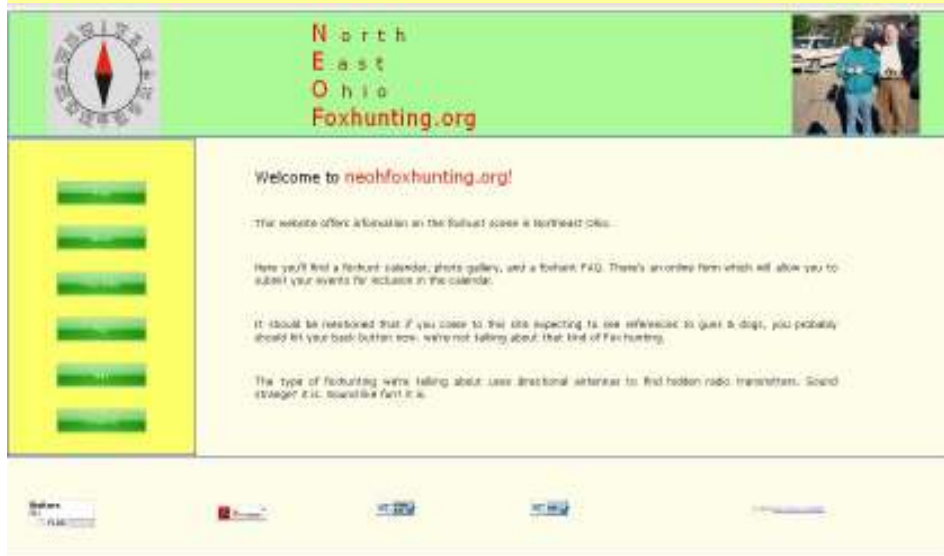 North
East
Ohio
Foxhunting.org
Welcome to neohfoxhunting.org!
This website offers information on the foxhunt scene in Northeast Ohio.
Here you'll find a foxhunt calendar, photo gallery, and a foxhunt FAQ. There's an online form which will allow you to
submit your events for inclusion in the calendar.
It should be mentioned that if you come to this site expecting to see references to guns & dogs, you probably
should hit your back button now. we're not talking about that kind of Fox hunting.
The type of foxhunting we're talking about uses directional antennas to find hidden radio transmitters. Sound
strange? it is. Sound like fun? it is.